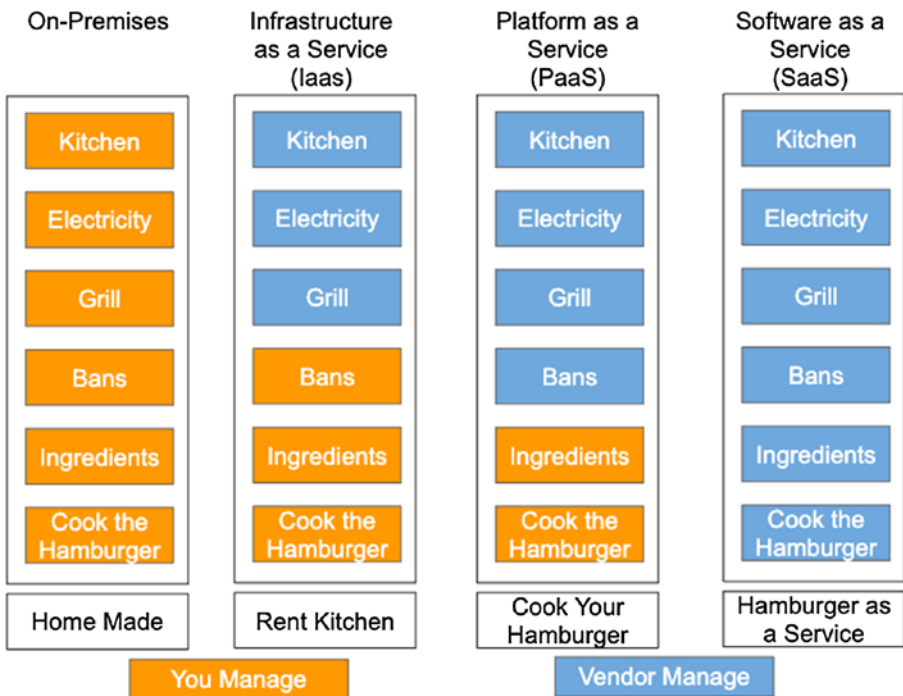 On-Premises
Infrastructure
as a Service
(Iaas)
Platform as a
Service
(PaaS)
Software as a
Service
(SaaS)
Kitchen
Electricity
Grill
Bans
Ingredients
Cook the
Hamburger
Home Made
Kitchen
Electricity
Grill
Bans
Ingredients
Cook the
Hamburger
Rent Kitchen
Kitchen
Electricity
Grill
Bans
Ingredients
Cook the
Hamburger
Cook Your
Hamburger
Kitchen
Electricity
Grill
Bans
Ingredients
Cook the
Hamburger
Hamburger as
a Service
You Manage
Vendor Manage